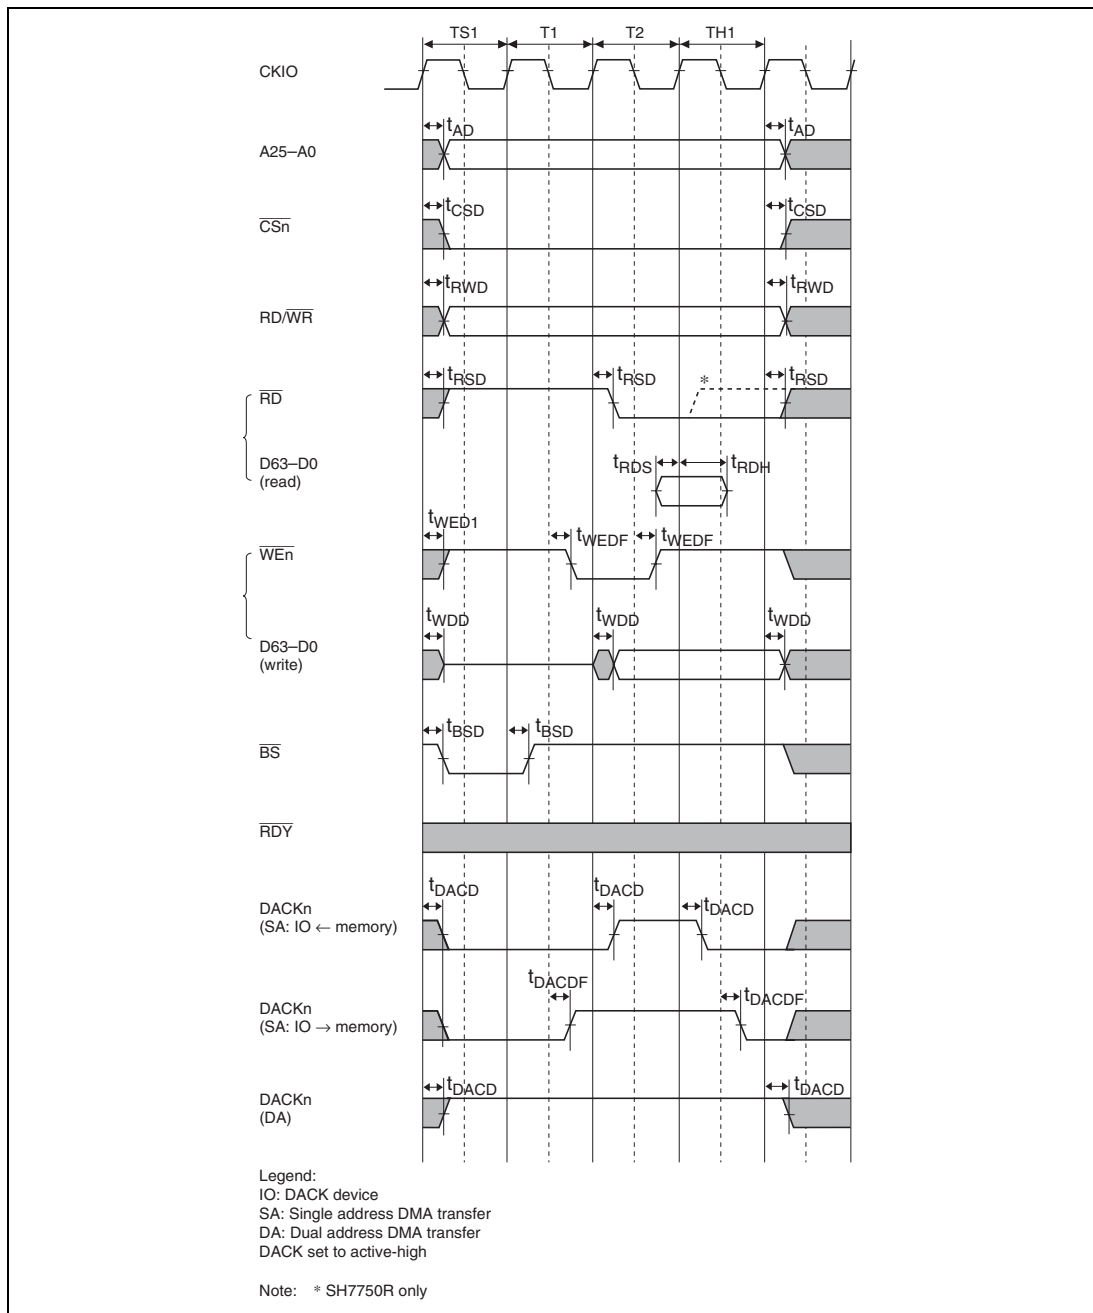 TS1 T1 T2 TH1
CKIO
tAD tAD
A25–A0
tCSD tCSD
CSn
tRWD tRWD
RD/WR
tRSD tRSD * tRSD
RD
D63–D0
(read)
tRDS tRDH
tWED1 tWEDF tWEDF
WEn
tWDD tWDD tWDD
D63–D0
(write)
tBSD tBSD
BS
RDY
tDACD tDACD tDACD
DACKn
(SA: IO ← memory)
tDACDF tDACDF
DACKn
(SA: IO → memory)
tDACD tDACD
DACKn
(DA)
Legend:
IO: DACK device
SA: Single address DMA transfer
DA: Dual address DMA transfer
DACK set to active-high
Note: * SH7750R only